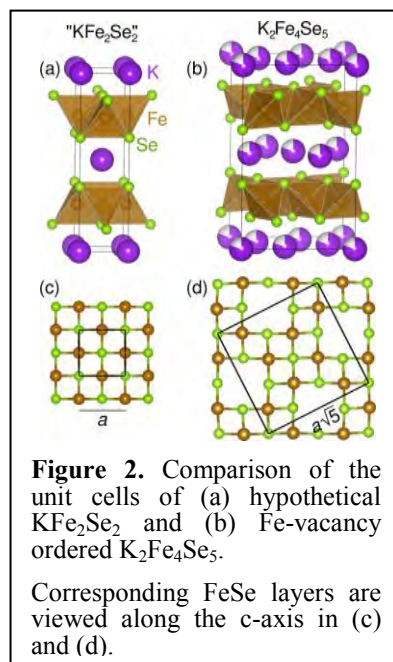 "KFe₂Se₂" K₂Fe₄Se₅
(a) K (b)
Fe
Se
(c) (d)
a a√5
Figure 2. Comparison of the
unit cells of (a) hypothetical
KFe₂Se₂ and (b) Fe-vacancy
ordered K₂Fe₄Se₅.
Corresponding FeSe layers are
viewed along the c-axis in (c)
and (d).